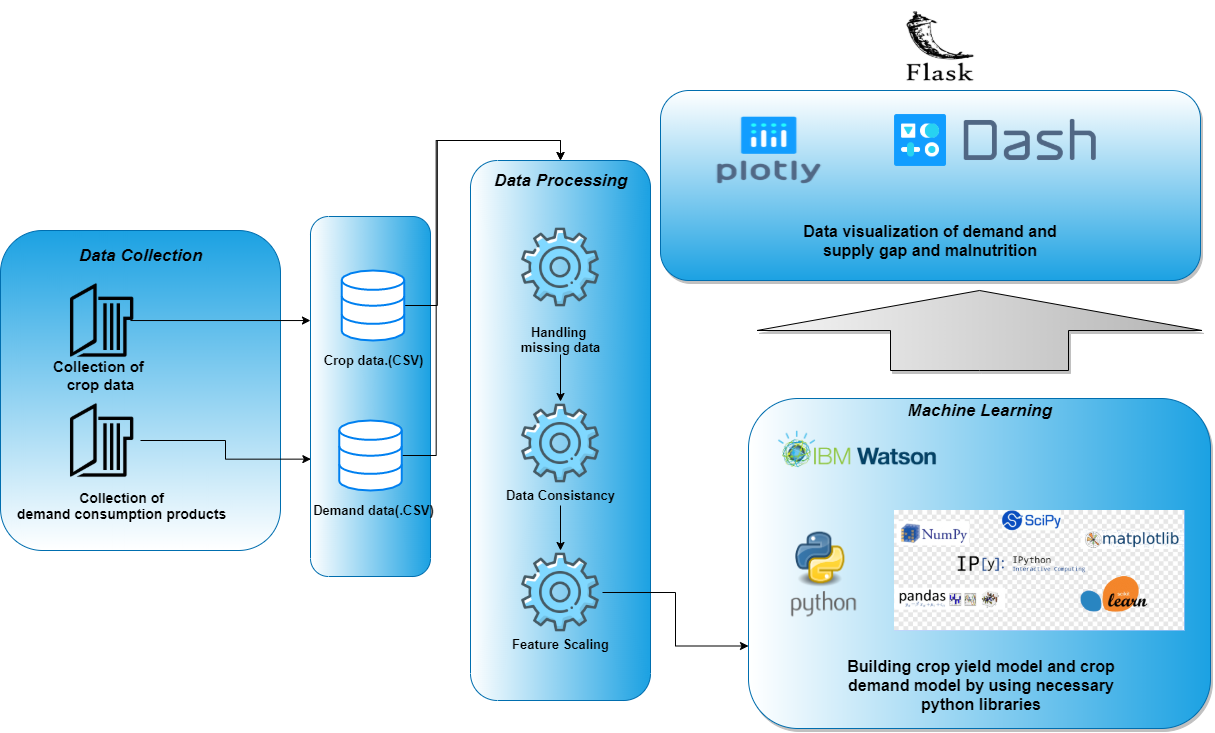 Flask
plotly
Dash
Data visualization of demand and
supply gap and malnutrition
Data Collection
Collection of
crop data
Collection of
demand consumption products
Crop data.(CSV)
Demand data(.CSV)
Data Processing
Handling
missing data
Data Consistancy
Feature Scaling
Machine Learning
IBM Watson
python
NumPy
SciPy
matplotlib
IP[y]:
IPython
Interactive Computing
pandas
scikit
learn
Building crop yield model and crop
demand model by using necessary
python libraries